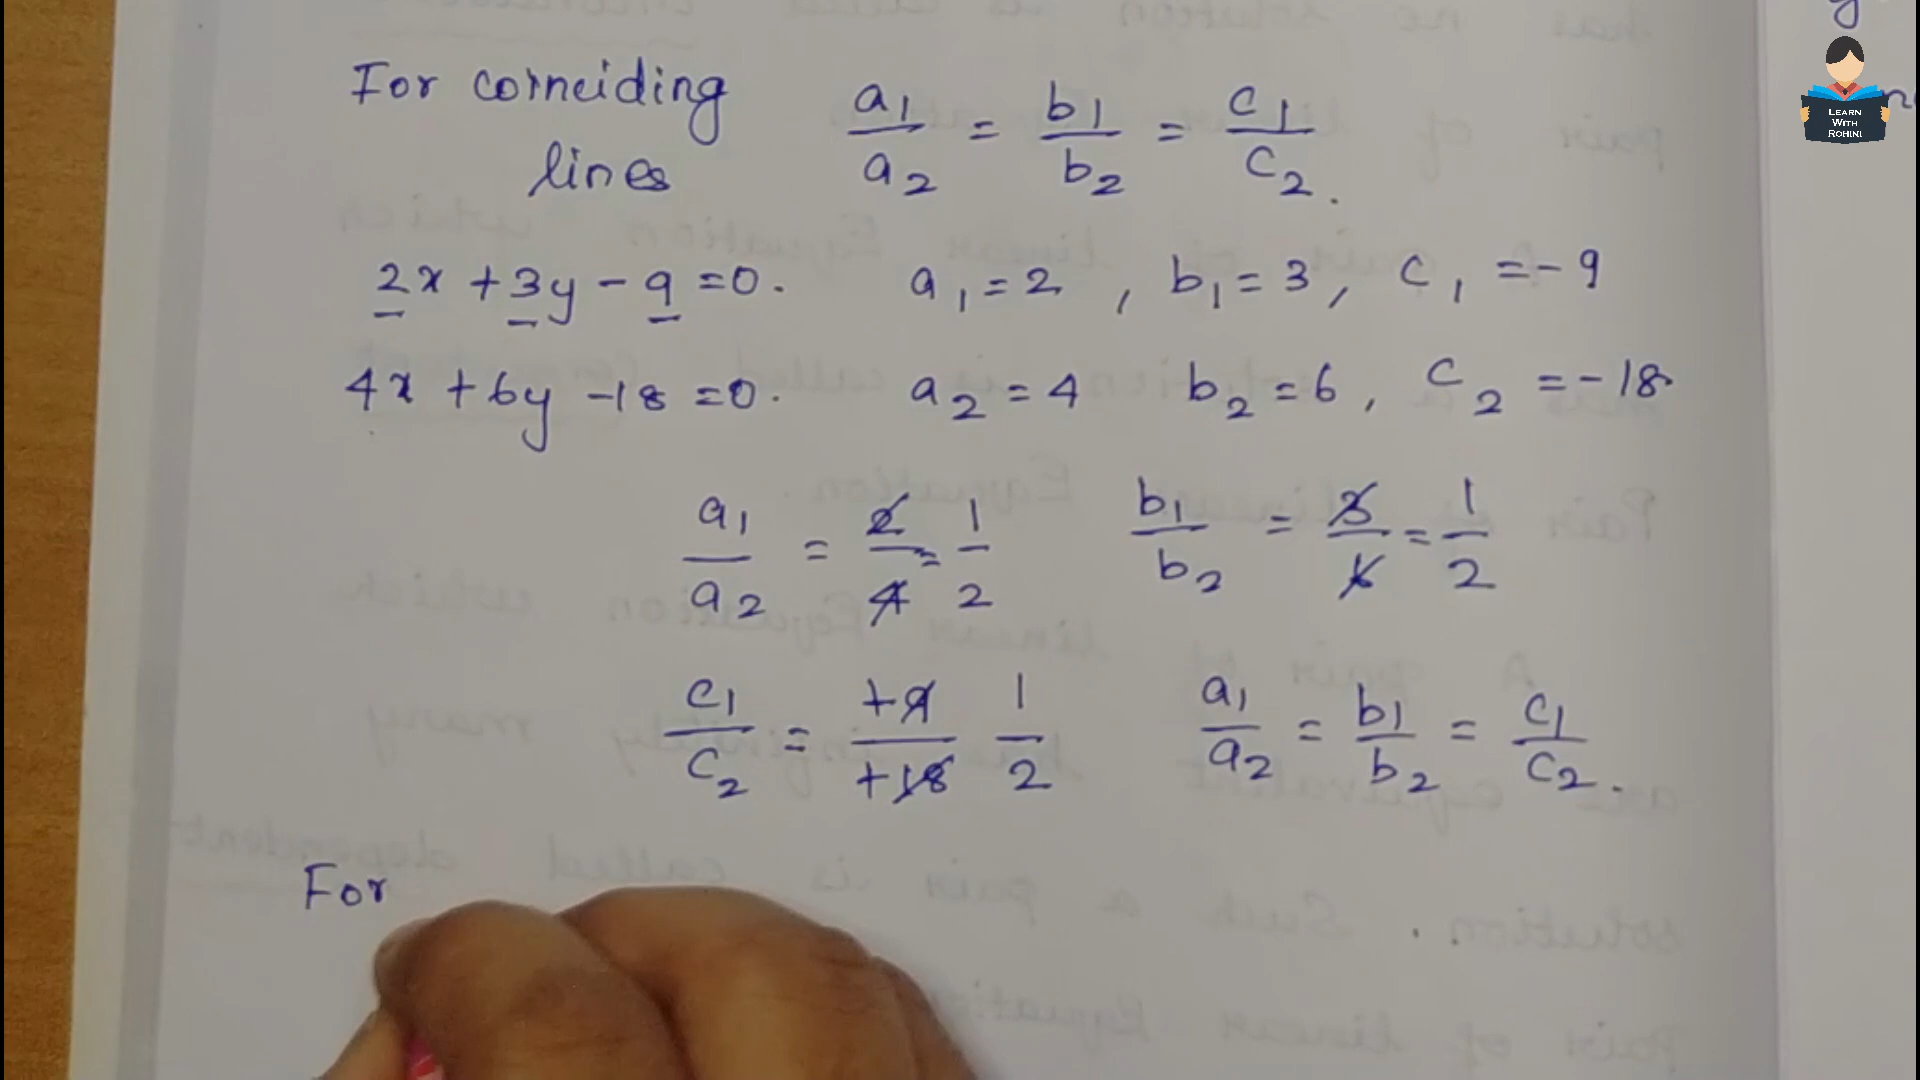 For coinciding a1/a2 = b1/b2 = c1/c2.
lines
2x + 3y - 9 = 0. a1 = 2, b1 = 3, c1 = -9
4x + 6y - 18 = 0. a2 = 4 b2 = 6, c2 = -18
a1/a2 = 2/4 = 1/2 b1/b2 = 3/6 = 1/2
c1/c2 = +9/+18 1/2 a1/a2 = b1/b2 = c1/c2.
For
LEARN
WITH
ROHINI